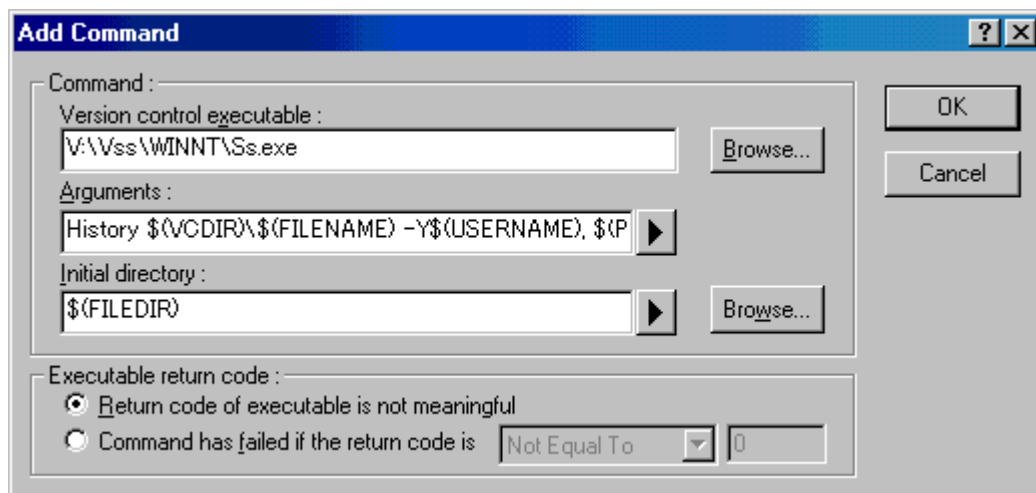 Add Command
Command :
Version control executable :
V:\Vss\WINNT\Ss.exe
Browse...
Arguments :
History $(VCDIR)\$(FILENAME) -Y$(USERNAME), $(P
Initial directory :
$(FILEDIR)
Browse...
Executable return code :
Return code of executable is not meaningful
Command has failed if the return code is
Not Equal To
0
OK
Cancel